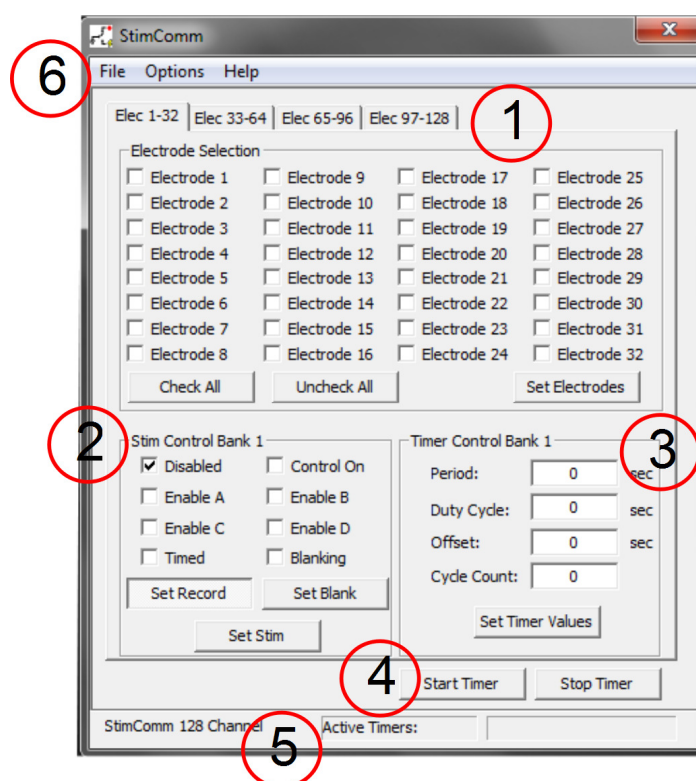 StimComm
x
6
File Options Help
1
Elec 1-32 Elec 33-64 Elec 65-96 Elec 97-128
Electrode Selection
Electrode 1 Electrode 9 Electrode 17 Electrode 25
Electrode 2 Electrode 10 Electrode 18 Electrode 26
Electrode 3 Electrode 11 Electrode 19 Electrode 27
Electrode 4 Electrode 12 Electrode 20 Electrode 28
Electrode 5 Electrode 13 Electrode 21 Electrode 29
Electrode 6 Electrode 14 Electrode 22 Electrode 30
Electrode 7 Electrode 15 Electrode 23 Electrode 31
Electrode 8 Electrode 16 Electrode 24 Electrode 32
Check All Uncheck All Set Electrodes
2
Stim Control Bank 1
Disabled Control On
Enable A Enable B
Enable C Enable D
Timed Blanking
Set Record Set Blank
Set Stim
3
Timer Control Bank 1
Period: 0 sec
Duty Cycle: 0 sec
Offset: 0 sec
Cycle Count: 0
Set Timer Values
4
Start Timer Stop Timer
5
StimComm 128 Channel Active Timers: